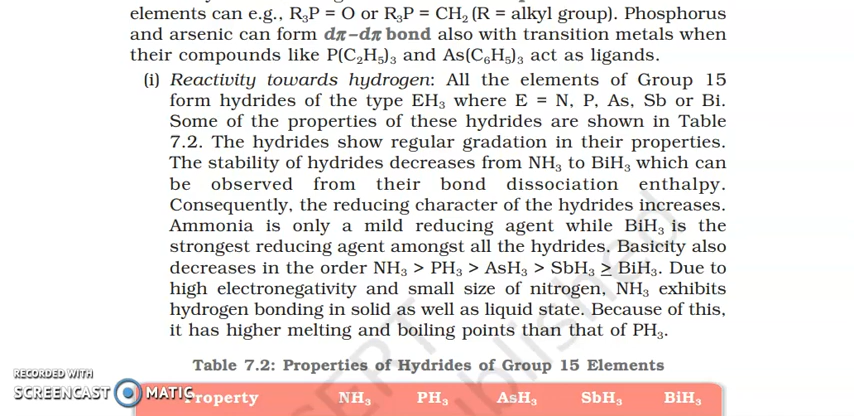 elements can e.g., R₃P = O or R₃P = CH₂ (R = alkyl group). Phosphorus
and arsenic can form dπ–dπ bond also with transition metals when
their compounds like P(C₂H₅)₃ and As(C₆H₅)₃ act as ligands.
(i) Reactivity towards hydrogen: All the elements of Group 15
form hydrides of the type EH₃ where E = N, P, As, Sb or Bi.
Some of the properties of these hydrides are shown in Table
7.2. The hydrides show regular gradation in their properties.
The stability of hydrides decreases from NH₃ to BiH₃ which can
be observed from their bond dissociation enthalpy.
Consequently, the reducing character of the hydrides increases.
Ammonia is only a mild reducing agent while BiH₃ is the
strongest reducing agent amongst all the hydrides. Basicity also
decreases in the order NH₃ > PH₃ > AsH₃ > SbH₃ ≥ BiH₃. Due to
high electronegativity and small size of nitrogen, NH₃ exhibits
hydrogen bonding in solid as well as liquid state. Because of this,
it has higher melting and boiling points than that of PH₃.
Table 7.2: Properties of Hydrides of Group 15 Elements
RECORDED WITH
SCREENCAST MATIC
Property NH₃ PH₃ AsH₃ SbH₃ BiH₃